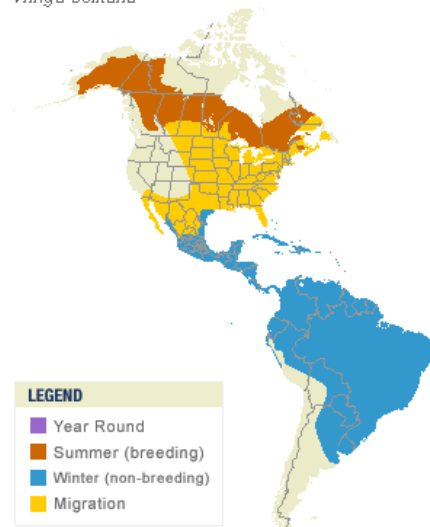 LEGEND
Year Round
Summer (breeding)
Winter (non-breeding)
Migration